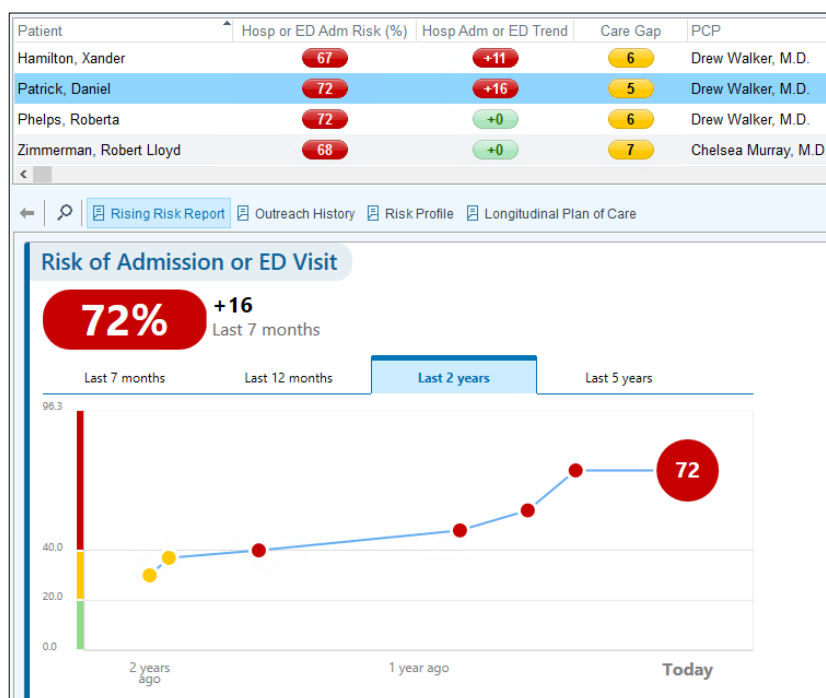 Patient Hosp or ED Adm Risk (%) Hosp Adm or ED Trend Care Gap PCP
Hamilton, Xander 67 +11 6 Drew Walker, M.D.
Patrick, Daniel 72 +16 5 Drew Walker, M.D.
Phelps, Roberta 72 +0 6 Drew Walker, M.D.
Zimmerman, Robert Lloyd 68 +0 7 Chelsea Murray, M.D
Rising Risk Report Outreach History Risk Profile Longitudinal Plan of Care
Risk of Admission or ED Visit
72% +16
Last 7 months
Last 7 months Last 12 months Last 2 years Last 5 years
96.3
72
40.0
20.0
0.0
2 years 1 year ago Today
ago